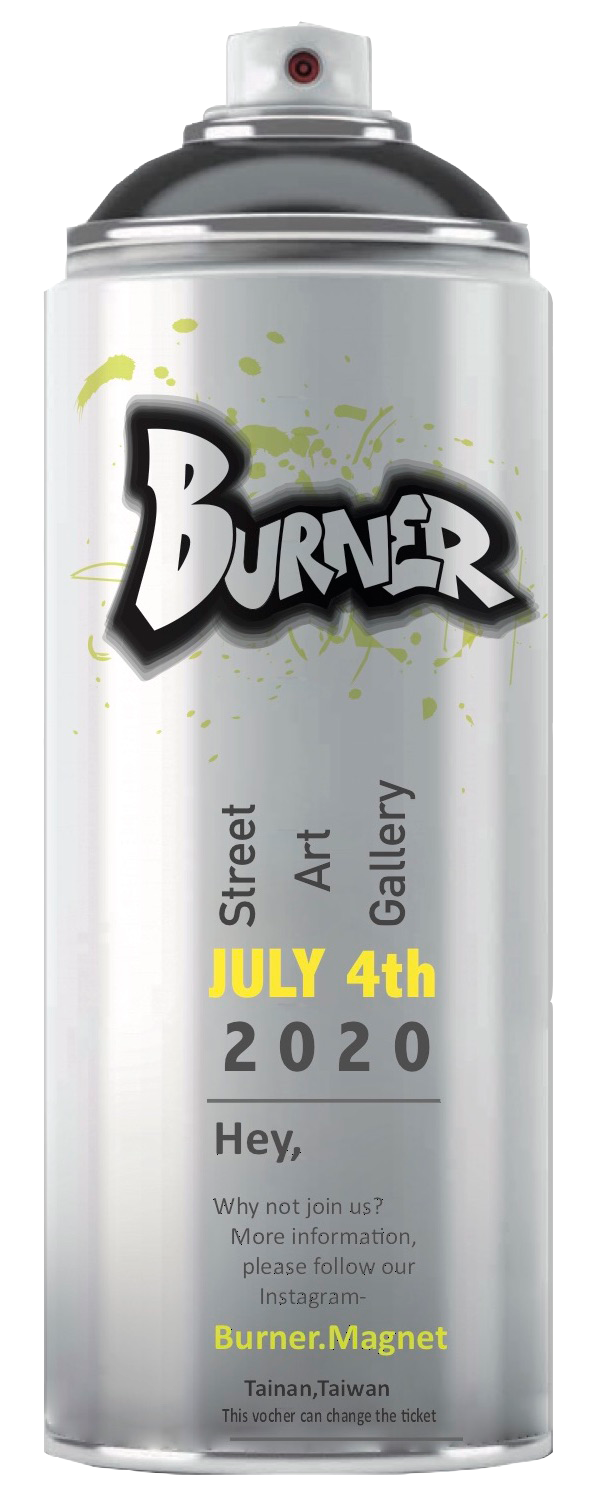 BURNER
Street
Art
Gallery
JULY 4th
2020
Hey,
Why not join us?
More information,
please follow our
Instagram-
Burner.Magnet
Tainan,Taiwan
This vocher can change the ticket